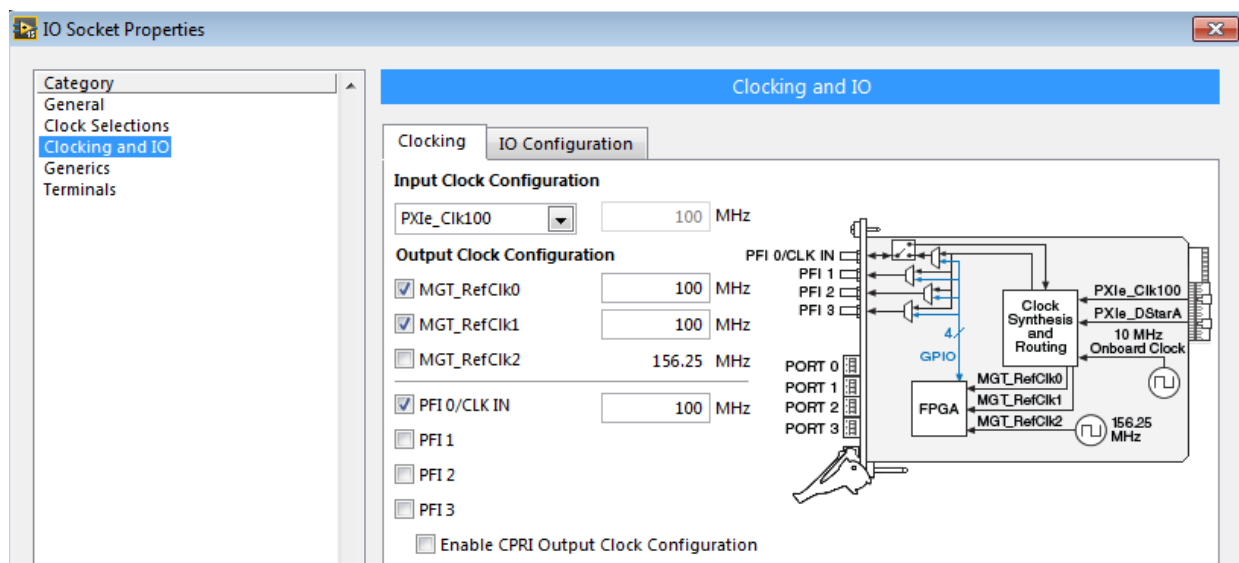 IO Socket Properties
Category
General
Clock Selections
Clocking and IO
Generics
Terminals
Clocking and IO
Clocking
IO Configuration
Input Clock Configuration
PXIe_Clk100
100 MHz
Output Clock Configuration
MGT_RefClk0
100 MHz
MGT_RefClk1
100 MHz
MGT_RefClk2
156.25 MHz
PFI 0/CLK IN
100 MHz
PFI 1
PFI 2
PFI 3
Enable CPRI Output Clock Configuration
PFI 0/CLK IN
PFI 1
PFI 2
PFI 3
4
GPIO
Clock
Synthesis
and
Routing
PXIe_Clk100
PXIe_DStarA
10 MHz
Onboard Clock
PORT 0
PORT 1
PORT 2
PORT 3
FPGA
MGT_RefClk0
MGT_RefClk1
MGT_RefClk2
156.25
MHz